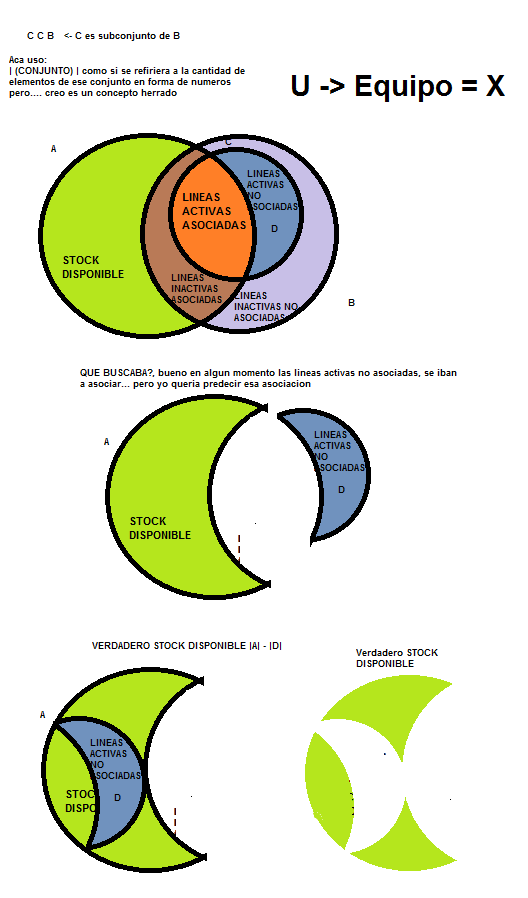 C C B <- C es subconjunto de B
Aca uso:
| (CONJUNTO) | como si se refiriera a la cantidad de
elementos de ese conjunto en forma de numeros
pero.... creo es un concepto herrado
U -> Equipo = X
A
C
LINEAS
ACTIVAS
NO
ASOCIADAS
D
LINEAS
ACTIVAS
ASOCIADAS
STOCK
DISPONIBLE
LINEAS
INACTIVAS
ASOCIADAS
LINEAS
INACTIVAS NO
ASOCIADAS
B
QUE BUSCABA?, bueno en algun momento las lineas activas no asociadas, se iban
a asociar... pero yo queria predecir esa asociacion
A
LINEAS
ACTIVAS
NO
ASOCIADAS
D
STOCK
DISPONIBLE
VERDADERO STOCK DISPONIBLE |A| - |D|
Verdadero STOCK
DISPONIBLE
A
LINEAS
ACTIVAS
NO
ASOCIADAS
D
STOC
DISPO